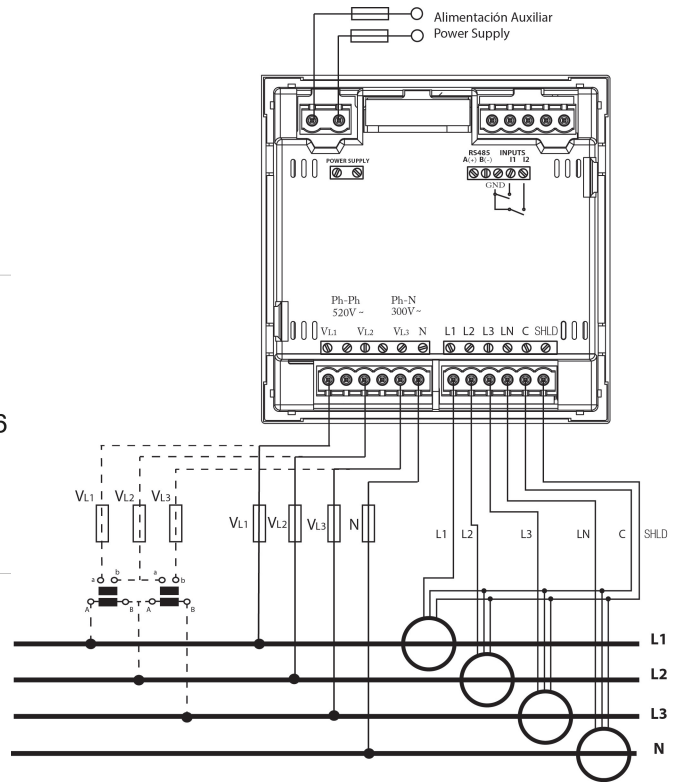 Alimentación Auxiliar
Power Supply
POWER SUPPLY
RS485 INPUTS
A(+) B(-) I1 I2
GND
Ph-Ph Ph-N
520V ~ 300V ~
VL1 VL2 VL3 N L1 L2 L3 LN C SHLD
6
VL1 VL2 VL3
VL1 VL2 VL3 N
L1 L2 L3 LN C SHLD
a b a b
A B A B
L1
L2
L3
N